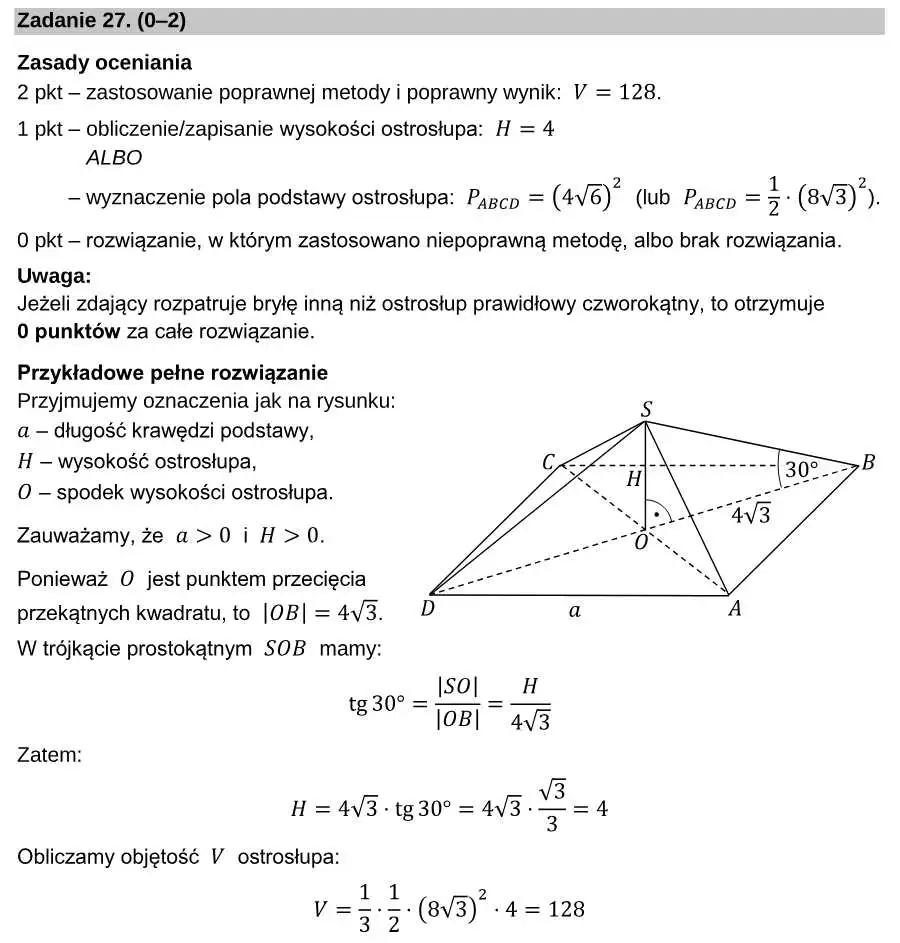 Zadanie 27. (0–2)
Zasady oceniania
2 pkt – zastosowanie poprawnej metody i poprawny wynik: V = 128.
1 pkt – obliczenie/zapisanie wysokości ostrosłupa: H = 4
ALBO
– wyznaczenie pola podstawy ostrosłupa: P_ABCD = (4√6)² (lub P_ABCD = 1/2 · (8√3)²).
0 pkt – rozwiązanie, w którym zastosowano niepoprawną metodę, albo brak rozwiązania.
Uwaga:
Jeżeli zdający rozpatruje bryłę inną niż ostrosłup prawidłowy czworokątny, to otrzymuje
0 punktów za całe rozwiązanie.
Przykładowe pełne rozwiązanie
Przyjmujemy oznaczenia jak na rysunku:
a – długość krawędzi podstawy,
H – wysokość ostrosłupa,
O – spodek wysokości ostrosłupa.
Zauważamy, że a > 0 i H > 0.
Ponieważ O jest punktem przecięcia
przekątnych kwadratu, to |OB| = 4√3.
W trójkącie prostokątnym SOB mamy:
S
C
H
30°
B
4√3
O
D
a
A
tg 30° = |SO|/|OB| = H/4√3
Zatem:
H = 4√3 · tg 30° = 4√3 · √3/3 = 4
Obliczamy objętość V ostrosłupa:
V = 1/3 · 1/2 · (8√3)² · 4 = 128